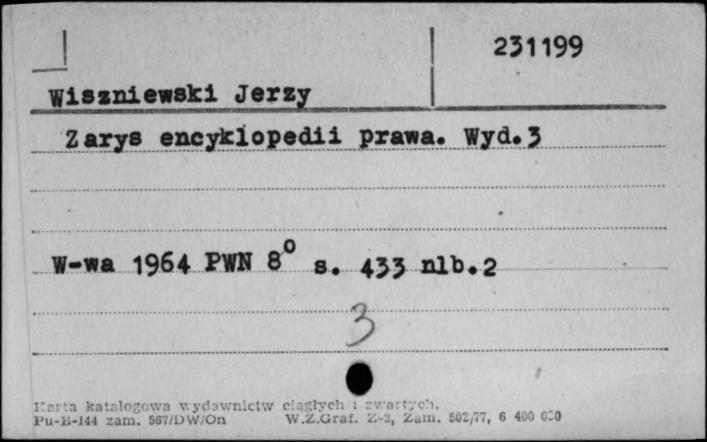 231199
Wiszniewski Jerzy
Zarys encyklopedii prawa. Wyd.3
W-wa 1964 PWN 8° s. 433 nlb.2
3
Karta katalogowa wydawnictw ciągłych i zwartych.
Pu-B-144 zam. 567/DW/On W.Z.Graf. Z-2, Zam. 502/77, 6 400 000